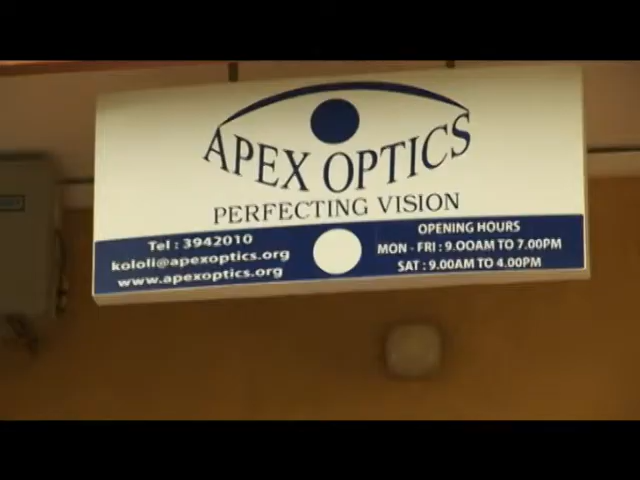 APEX OPTICS
PERFECTING VISION
Tel : 3942010
kololi@apexoptics.org
www.apexoptics.org
OPENING HOURS
MON - FRI : 9.00AM TO 7.00PM
SAT : 9.00AM TO 4.00PM